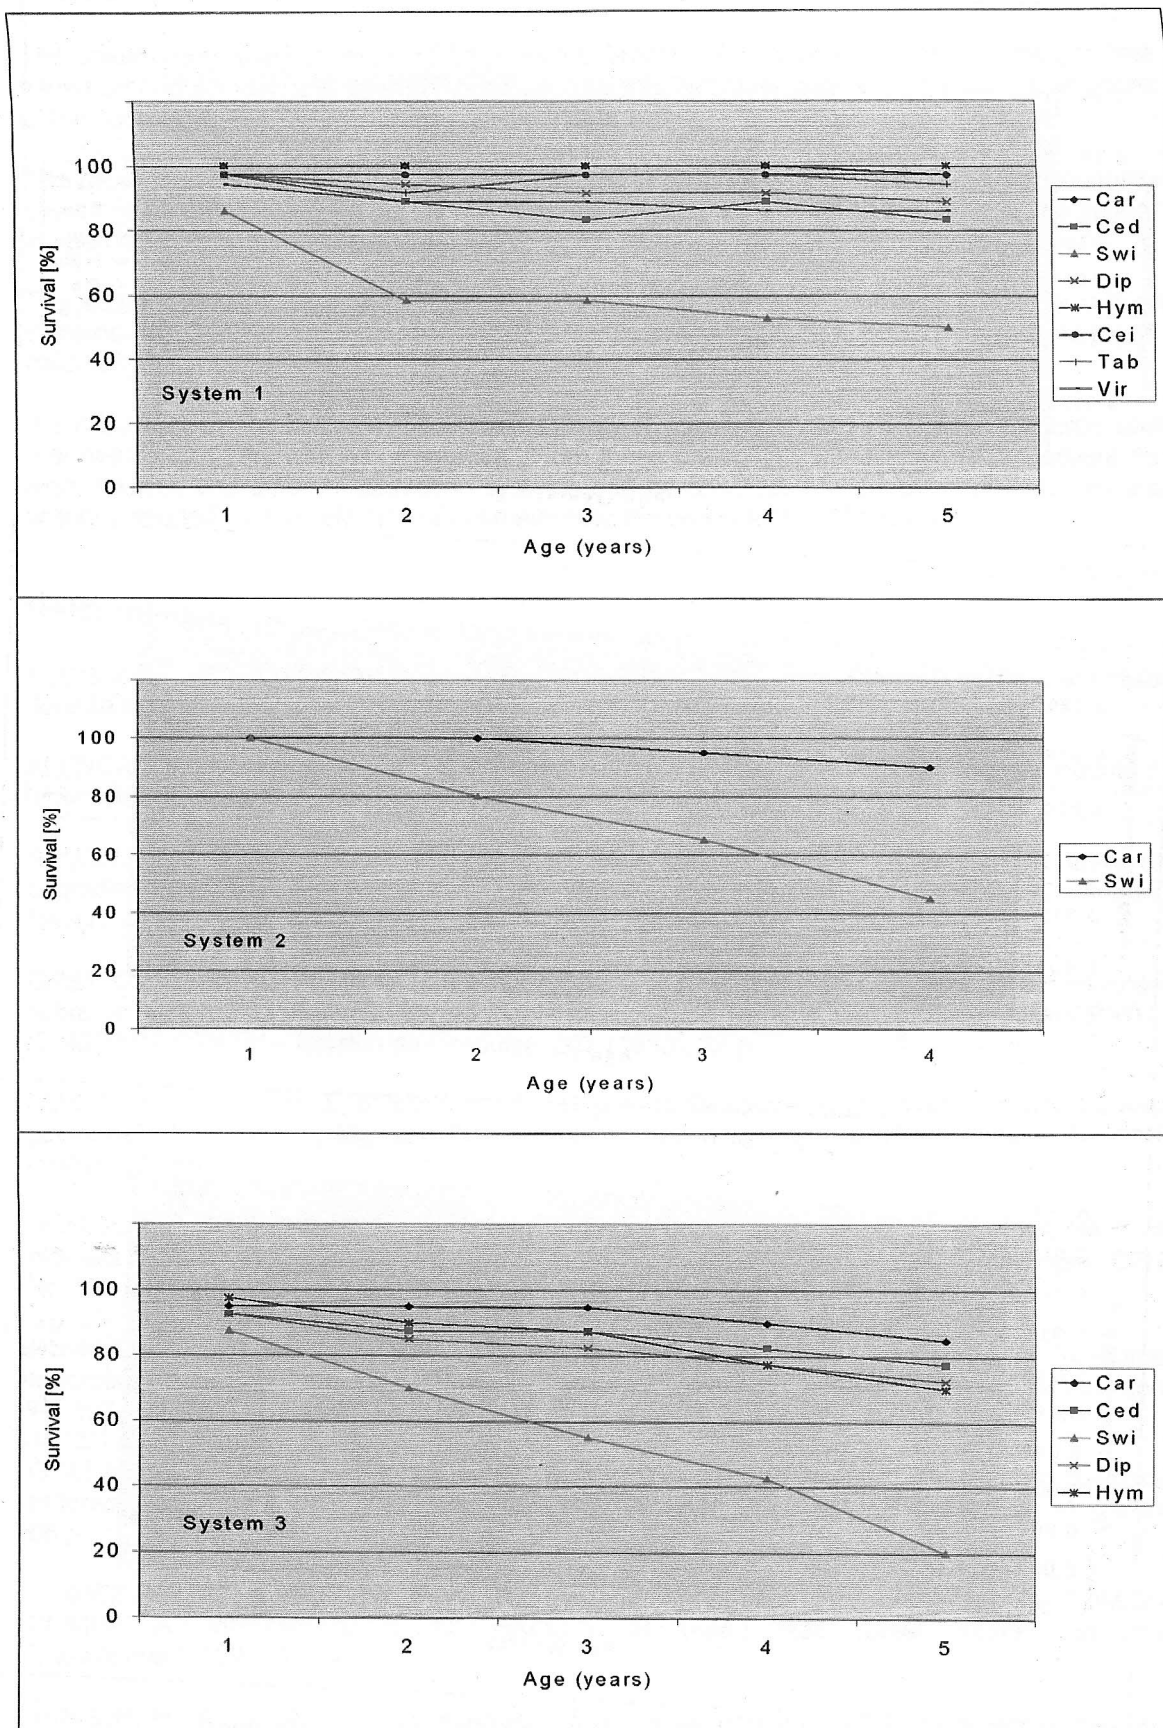 100
80
60
40
20
0
Survival [%]
System 1
1 2 3 4 5
Age (years)
Car
Ced
Swi
Dip
Hym
Cei
Tab
Vir
100
80
60
40
20
0
Survival [%]
System 2
1 2 3 4
Age (years)
Car
Swi
100
80
60
40
20
0
Survival [%]
System 3
1 2 3 4 5
Age (years)
Car
Ced
Swi
Dip
Hym